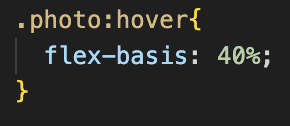 .photo:hover{
flex-basis: 40%;
}